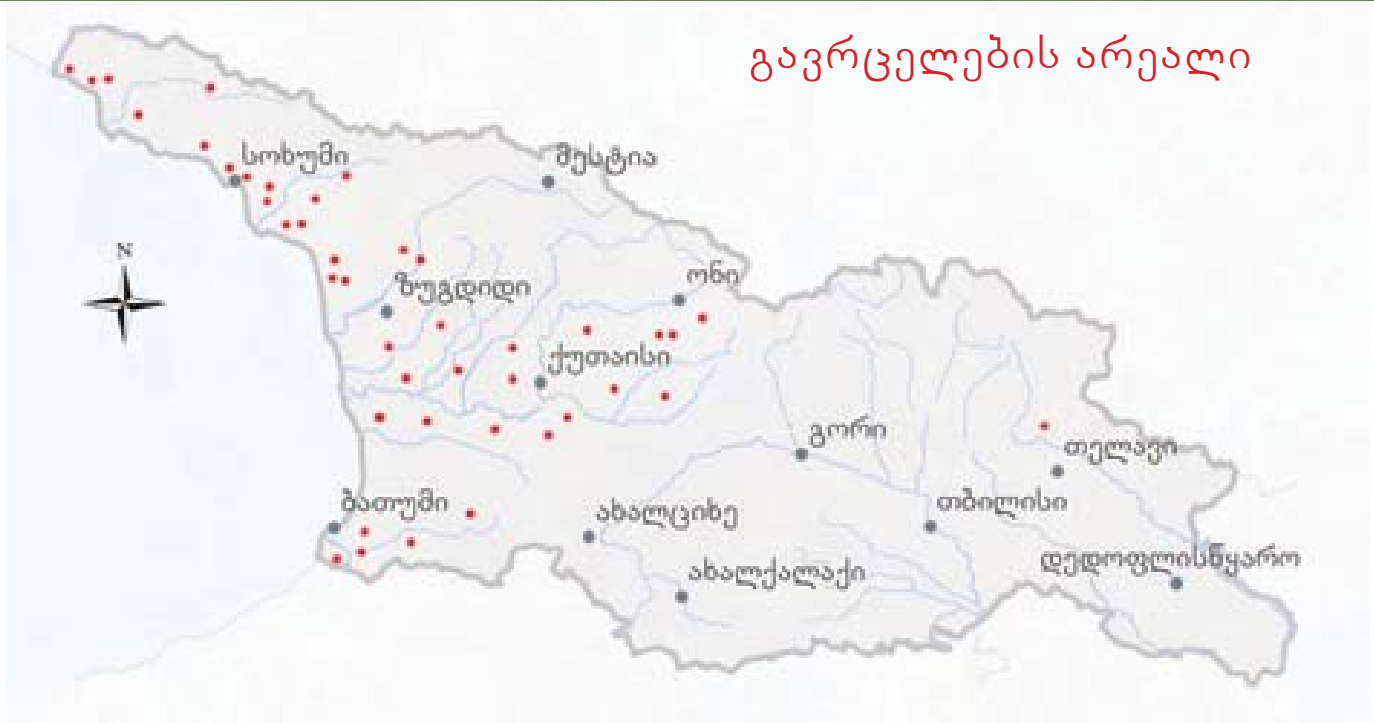 გავრცელების არეალი
სოხუმი
მესტია
N
ზუგდიდი
ონი
ქუთაისი
გორი
თელავი
ბათუმი
ახალციხე
თბილისი
დედოფლისწყარო
ახალქალაქი